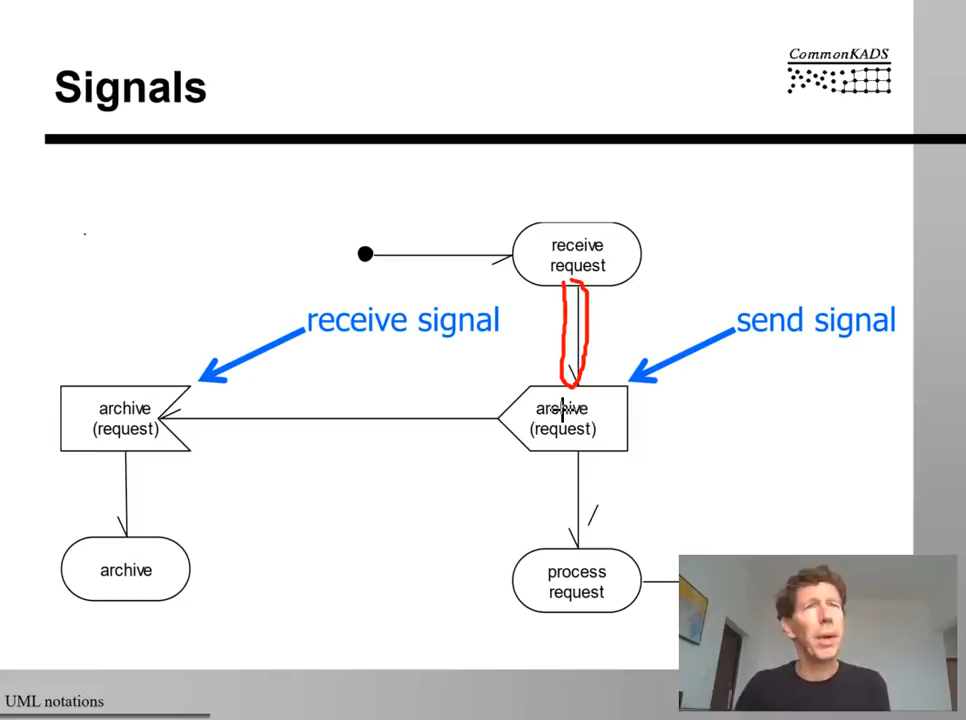 CommonKADS
Signals
receive
request
receive signal
send signal
archive
(request)
archive
(request)
archive
process
request
UML notations